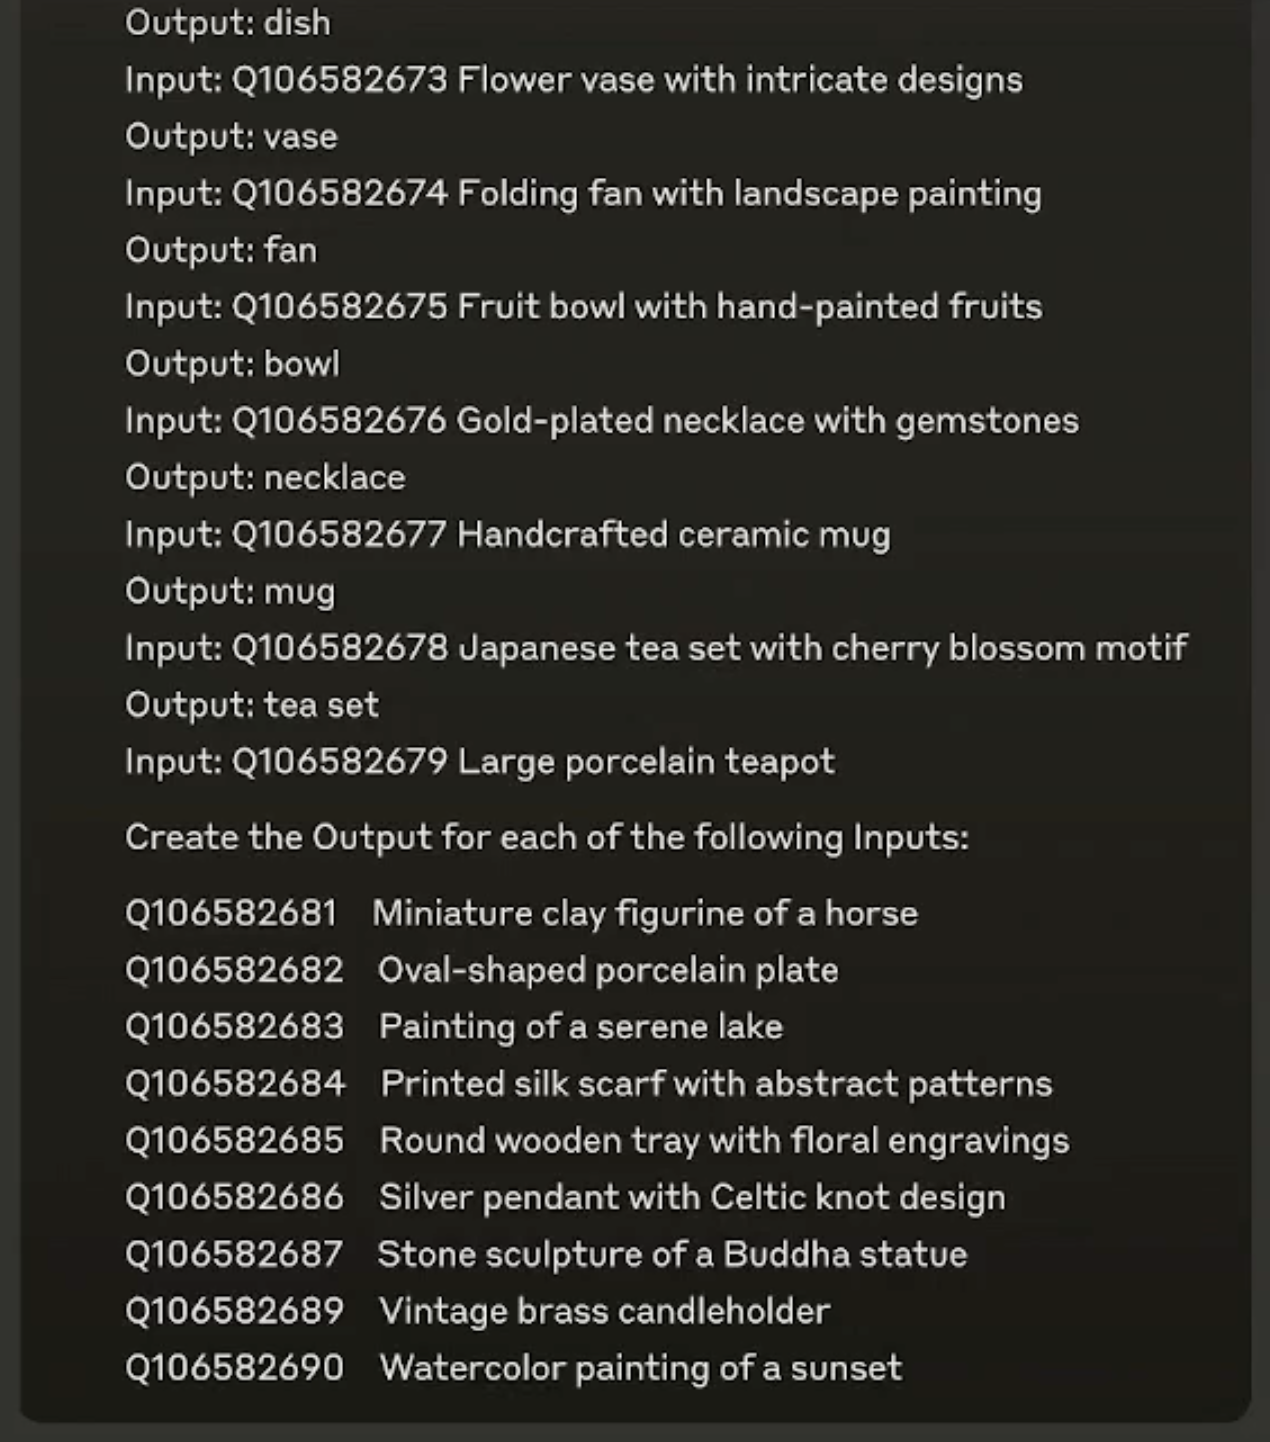 Output: dish
Input: Q106582673 Flower vase with intricate designs
Output: vase
Input: Q106582674 Folding fan with landscape painting
Output: fan
Input: Q106582675 Fruit bowl with hand-painted fruits
Output: bowl
Input: Q106582676 Gold-plated necklace with gemstones
Output: necklace
Input: Q106582677 Handcrafted ceramic mug
Output: mug
Input: Q106582678 Japanese tea set with cherry blossom motif
Output: tea set
Input: Q106582679 Large porcelain teapot
Create the Output for each of the following Inputs:
Q106582681 Miniature clay figurine of a horse
Q106582682 Oval-shaped porcelain plate
Q106582683 Painting of a serene lake
Q106582684 Printed silk scarf with abstract patterns
Q106582685 Round wooden tray with floral engravings
Q106582686 Silver pendant with Celtic knot design
Q106582687 Stone sculpture of a Buddha statue
Q106582689 Vintage brass candleholder
Q106582690 Watercolor painting of a sunset